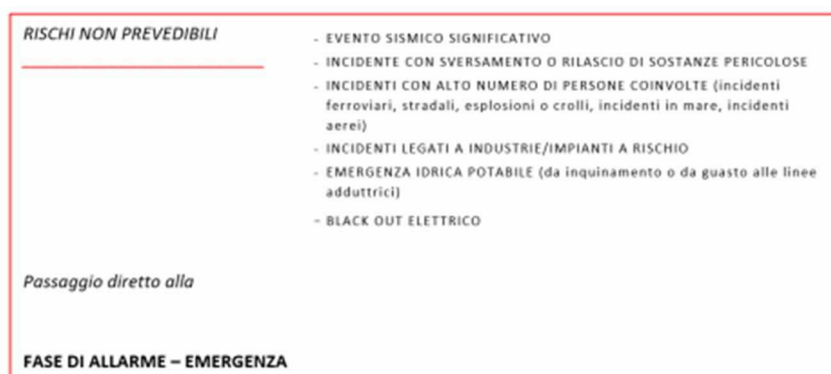 RISCHI NON PREVEDIBILI
- EVENTO SISMICO SIGNIFICATIVO
- INCIDENTE CON SVERSAMENTO O RILASCIO DI SOSTANZE PERICOLOSE
- INCIDENTI CON ALTO NUMERO DI PERSONE COINVOLTE (incidenti
ferroviari, stradali, esplosioni o crolli, incidenti in mare, incidenti
aerei)
- INCIDENTI LEGATI A INDUSTRIE/IMPIANTI A RISCHIO
- EMERGENZA IDRICA POTABILE (da inquinamento o da guasto alle linee
adduttrici)
- BLACK OUT ELETTRICO
Passaggio diretto alla
FASE DI ALLARME – EMERGENZA